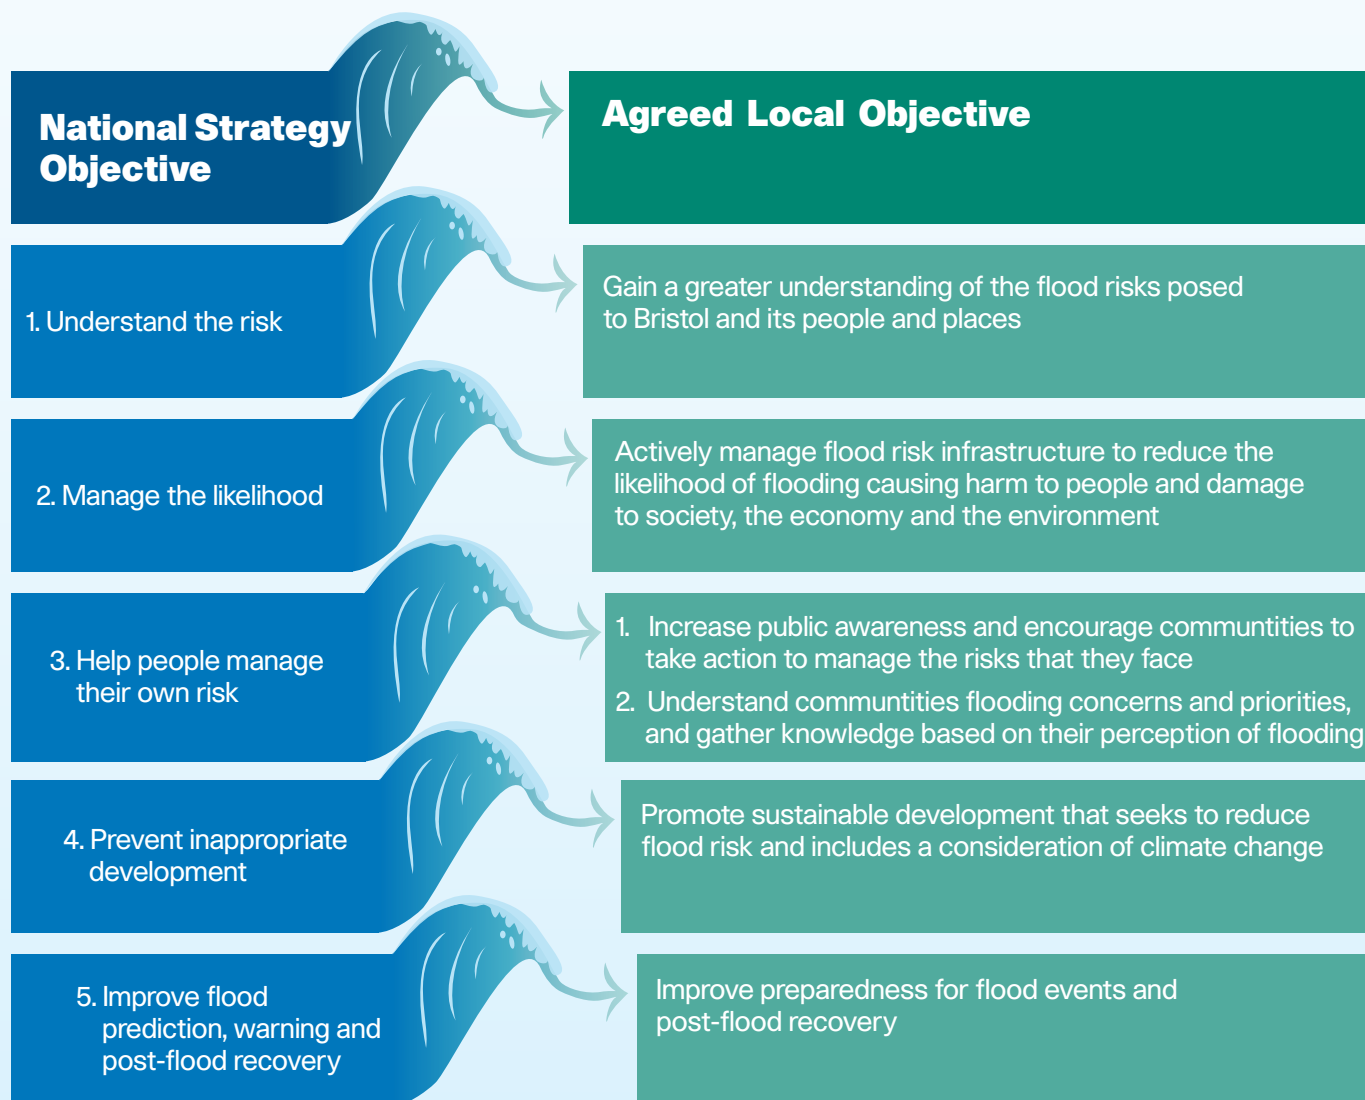 National Strategy
Objective
Agreed Local Objective
1. Understand the risk
Gain a greater understanding of the flood risks posed
to Bristol and its people and places
2. Manage the likelihood
Actively manage flood risk infrastructure to reduce the
likelihood of flooding causing harm to people and damage
to society, the economy and the environment
3. Help people manage
their own risk
1. Increase public awareness and encourage communtities to
take action to manage the risks that they face
2. Understand communtities flooding concerns and priorities,
and gather knowledge based on their perception of flooding
4. Prevent inappropriate
development
Promote sustainable development that seeks to reduce
flood risk and includes a consideration of climate change
5. Improve flood
prediction, warning and
post-flood recovery
Improve preparedness for flood events and
post-flood recovery